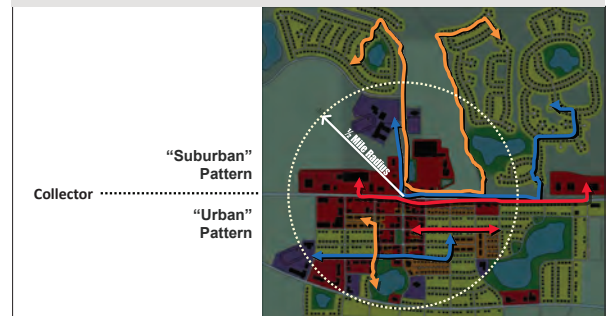 ½ Mile Radius
“Suburban”
Pattern
Collector
“Urban”
Pattern